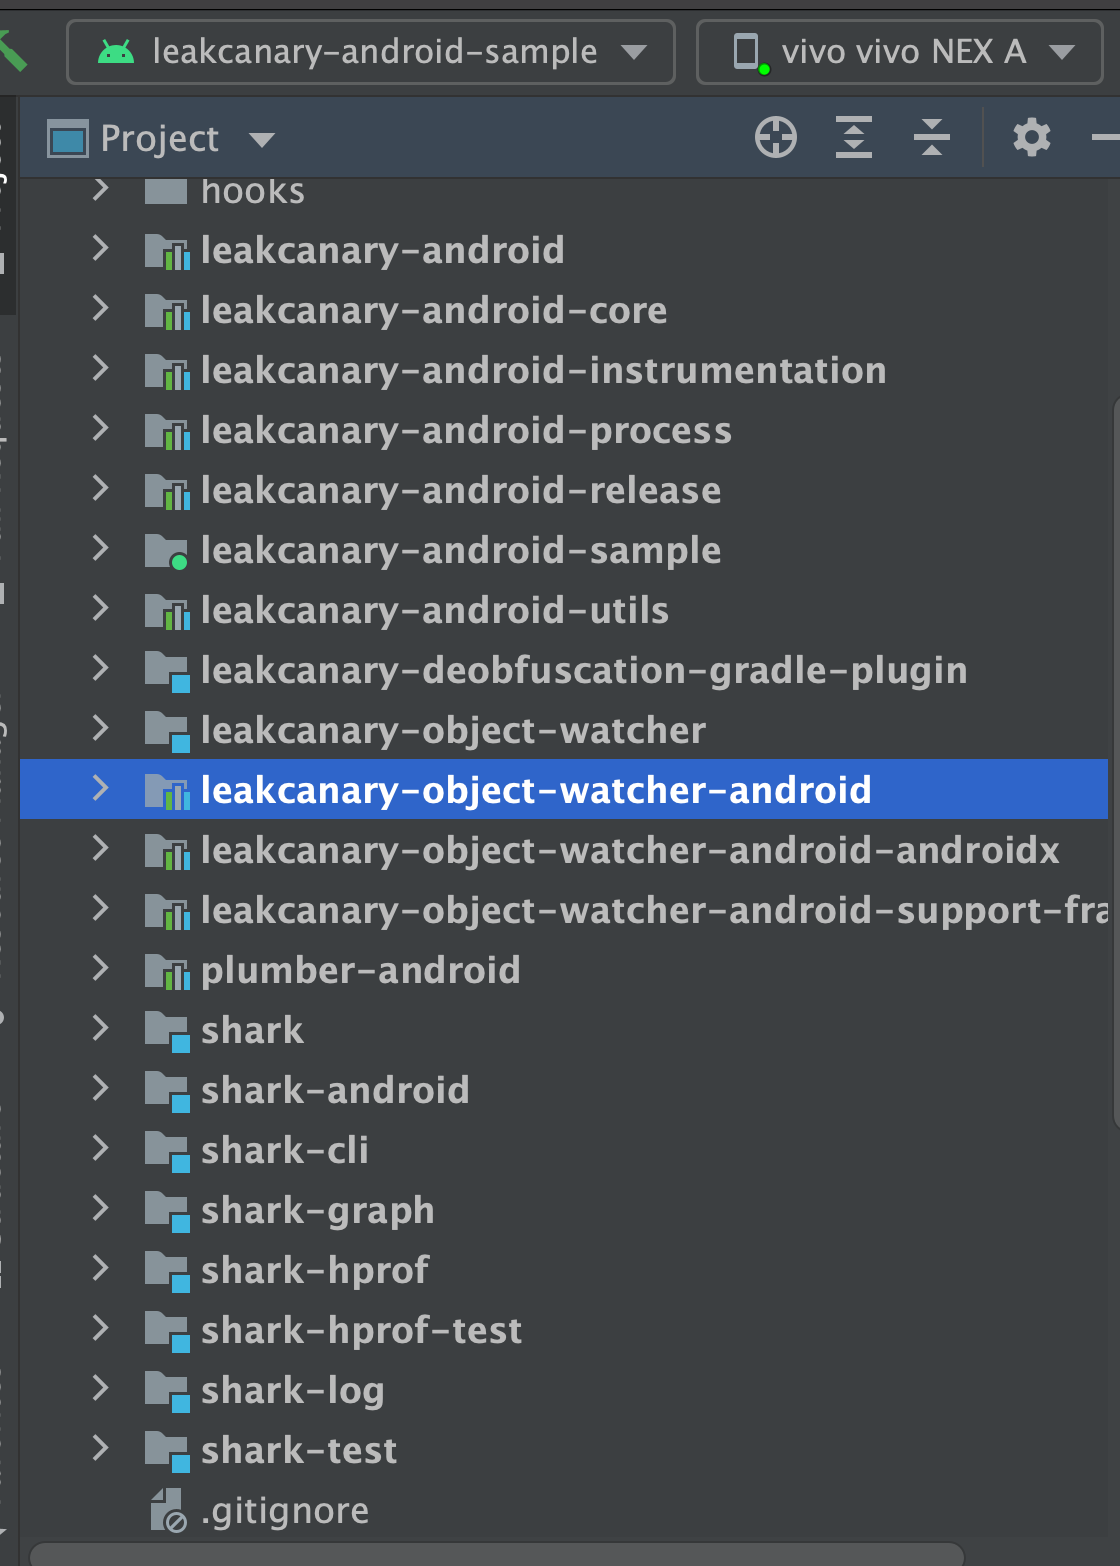 leakcanary-android-sample
vivo vivo NEX A
Project
hooks
leakcanary-android
leakcanary-android-core
leakcanary-android-instrumentation
leakcanary-android-process
leakcanary-android-release
leakcanary-android-sample
leakcanary-android-utils
leakcanary-deobfuscation-gradle-plugin
leakcanary-object-watcher
leakcanary-object-watcher-android
leakcanary-object-watcher-android-androidx
leakcanary-object-watcher-android-support-fra
plumber-android
shark
shark-android
shark-cli
shark-graph
shark-hprof
shark-hprof-test
shark-log
shark-test
.gitignore